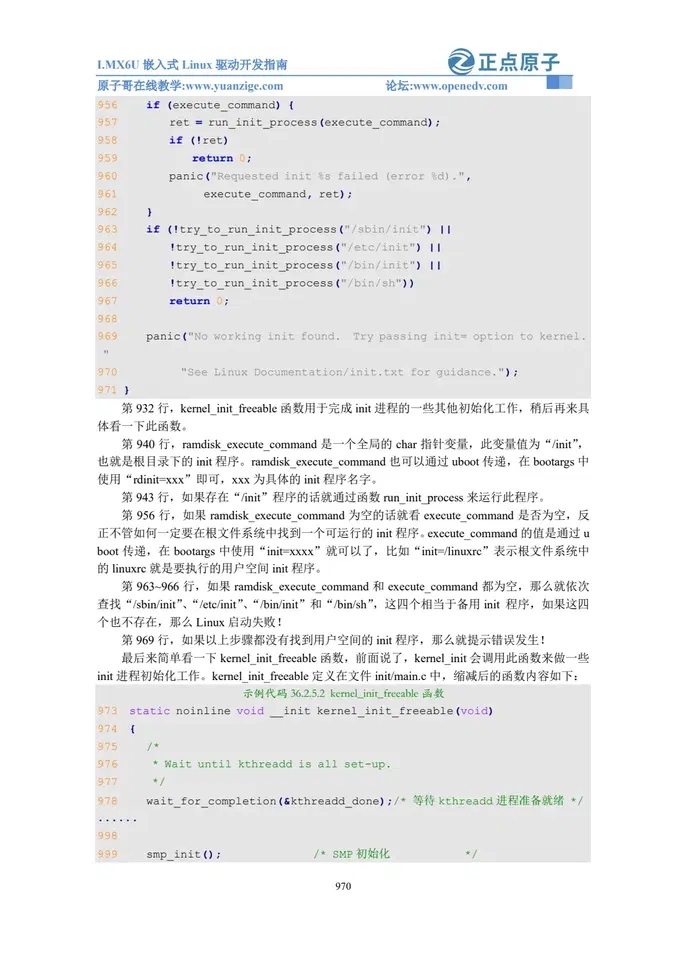 I.MX6U 嵌入式 Linux 驱动开发指南
正点原子
原子哥在线教学:www.yuanzige.com 论坛:www.openedv.com
956 if (execute_command) {
957 ret = run_init_process(execute_command);
958 if (!ret)
959 return 0;
960 panic("Requested init %s failed (error %d).",
961 execute_command, ret);
962 }
963 if (!try_to_run_init_process("/sbin/init") ||
964 !try_to_run_init_process("/etc/init") ||
965 !try_to_run_init_process("/bin/init") ||
966 !try_to_run_init_process("/bin/sh"))
967 return 0;
968
969 panic("No working init found.  Try passing init= option to kernel.
"
970 "See Linux Documentation/init.txt for guidance.");
971 }
第 932 行，kernel_init_freeable 函数用于完成 init 进程的一些其他初始化工作，稍后再来具
体看一下此函数。
第 940 行，ramdisk_execute_command 是一个全局的 char 指针变量，此变量值为“/init”，
也就是根目录下的 init 程序。ramdisk_execute_command 也可以通过 uboot 传递，在 bootargs 中
使用“rdinit=xxx”即可，xxx 为具体的 init 程序名字。
第 943 行，如果存在“/init”程序的话就通过函数 run_init_process 来运行此程序。
第 956 行，如果 ramdisk_execute_command 为空的话就看 execute_command 是否为空，反
正不管如何一定要在根文件系统中找到一个可运行的 init 程序。execute_command 的值是通过 u
boot 传递，在 bootargs 中使用“init=xxxx”就可以了，比如“init=/linuxrc”表示根文件系统中
的 linuxrc 就是要执行的用户空间 init 程序。
第 963~966 行，如果 ramdisk_execute_command 和 execute_command 都为空，那么就依次
查找“/sbin/init”、“/etc/init”、“/bin/init”和“/bin/sh”，这四个相当于备用 init 程序，如果这四
个也不存在，那么 Linux 启动失败！
第 969 行，如果以上步骤都没有找到用户空间的 init 程序，那么就提示错误发生！
最后来简单看一下 kernel_init_freeable 函数，前面说了，kernel_init 会调用此函数来做一些
init 进程初始化工作。kernel_init_freeable 定义在文件 init/main.c 中，缩减后的函数内容如下：
示例代码 36.2.5.2 kernel_init_freeable 函数
973 static noinline void __init kernel_init_freeable(void)
974 {
975 /*
976 * Wait until kthreadd is all set-up.
977 */
978 wait_for_completion(&kthreadd_done);/* 等待 kthreadd 进程准备就绪 */
......
998
999 smp_init(); /* SMP 初始化 */
970